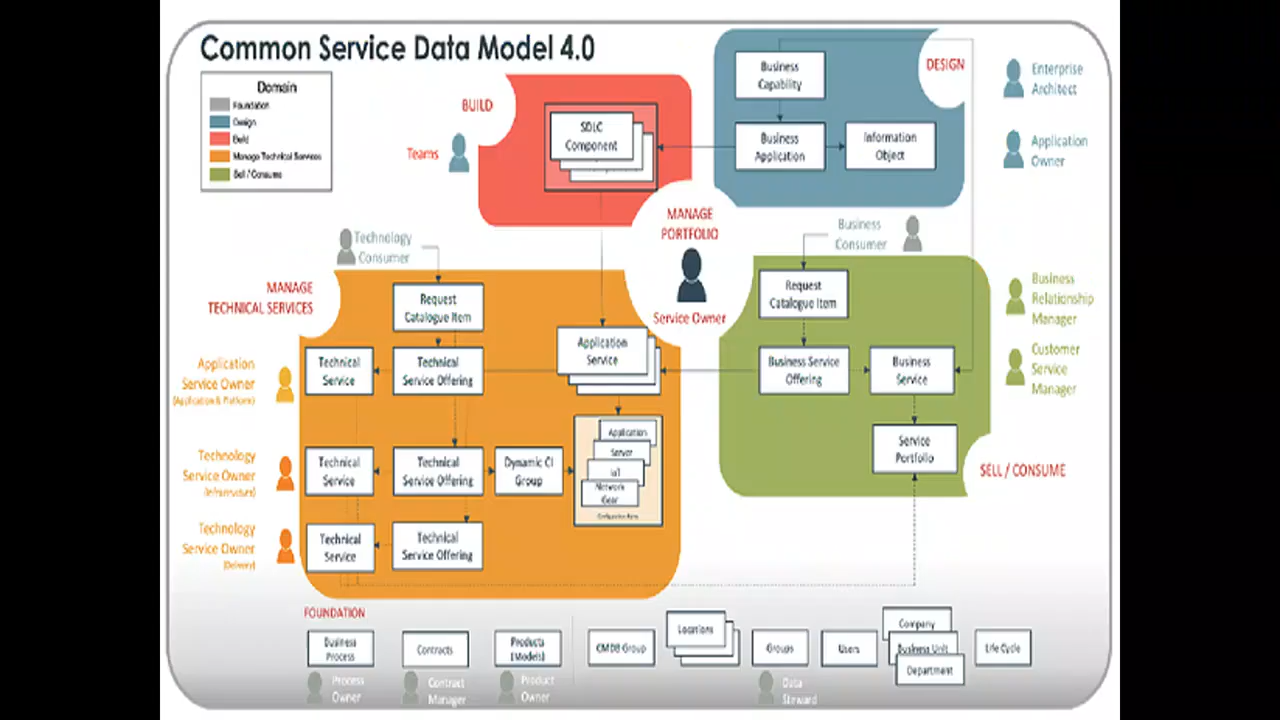 Common Service Data Model 4.0
Domain
Foundation
Design
Build
Manage Technical Services
Sell / Consume
BUILD
Teams
SDLC
Component
Business
Capability
Business
Application
Information
Object
DESIGN
Enterprise
Architect
Application
Owner
MANAGE
PORTFOLIO
Service Owner
Technology
Consumer
Business
Consumer
MANAGE
TECHNICAL SERVICES
Request
Catalogue Item
Application
Service Owner
(Application & Platform)
Technical
Service
Technical
Service Offering
Application
Service
Technology
Service Owner
(Infrastructure)
Technical
Service
Technical
Service Offering
Dynamic CI
Group
Application
Server
IoT
Network
Gear
Technology
Service Owner
(Delivery)
Technical
Service
Technical
Service Offering
Request
Catalogue Item
Business Service
Offering
Business
Service
Service
Portfolio
Business
Relationship
Manager
Customer
Service
Manager
SELL / CONSUME
FOUNDATION
Business
Process
Contracts
Products
(Models)
CMDB Group
Locations
Groups
Users
Company
Business Unit
Department
Life Cycle
Process
Owner
Contract
Manager
Product
Owner
Data
Steward